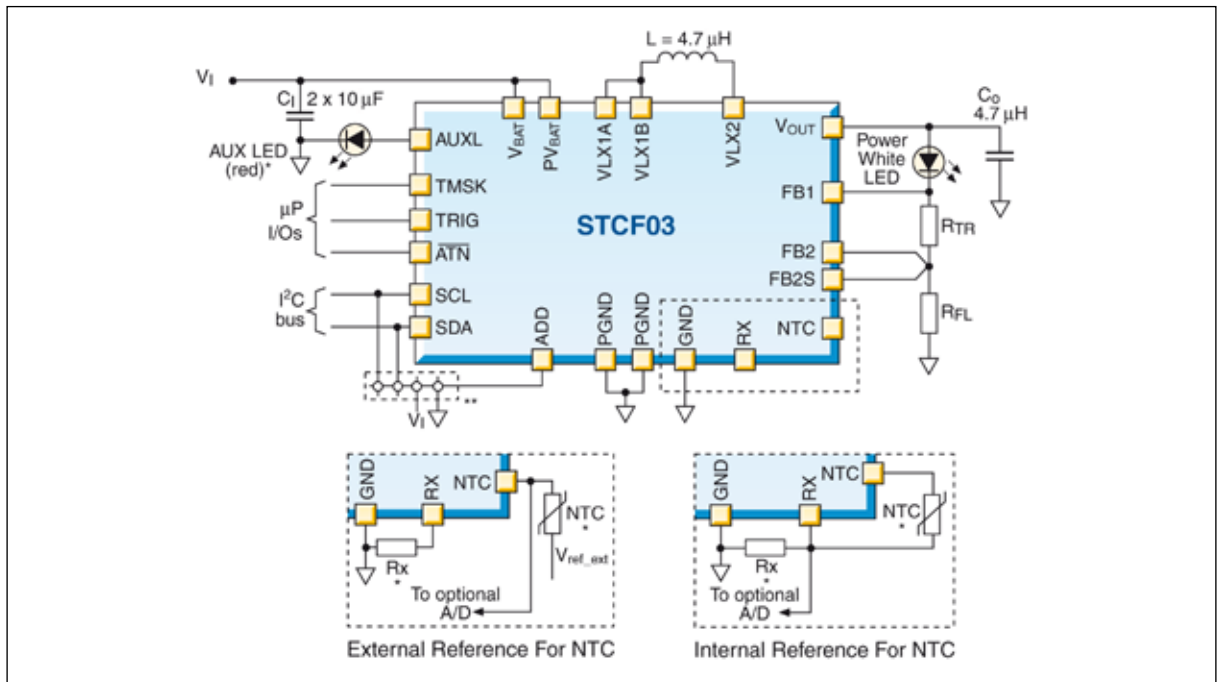 L = 4.7 µH
VI
CI 2 x 10 µF
CO
4.7 µH
VBAT
PVBAT
VLX1A
VLX1B
VLX2
VOUT
AUXL
AUX LED
(red)*
Power
White
LED
TMSK
FB1
µP
I/Os
TRIG
STCF03
RTR
ATN
FB2
FB2S
I²C
bus
SCL
SDA
ADD
PGND
PGND
GND
RX
NTC
RFL
**
VI
GND
RX
NTC
NTC
*
Rx
*
Vref_ext
To optional
A/D
External Reference For NTC
GND
RX
NTC
NTC
*
Rx
*
To optional
A/D
Internal Reference For NTC